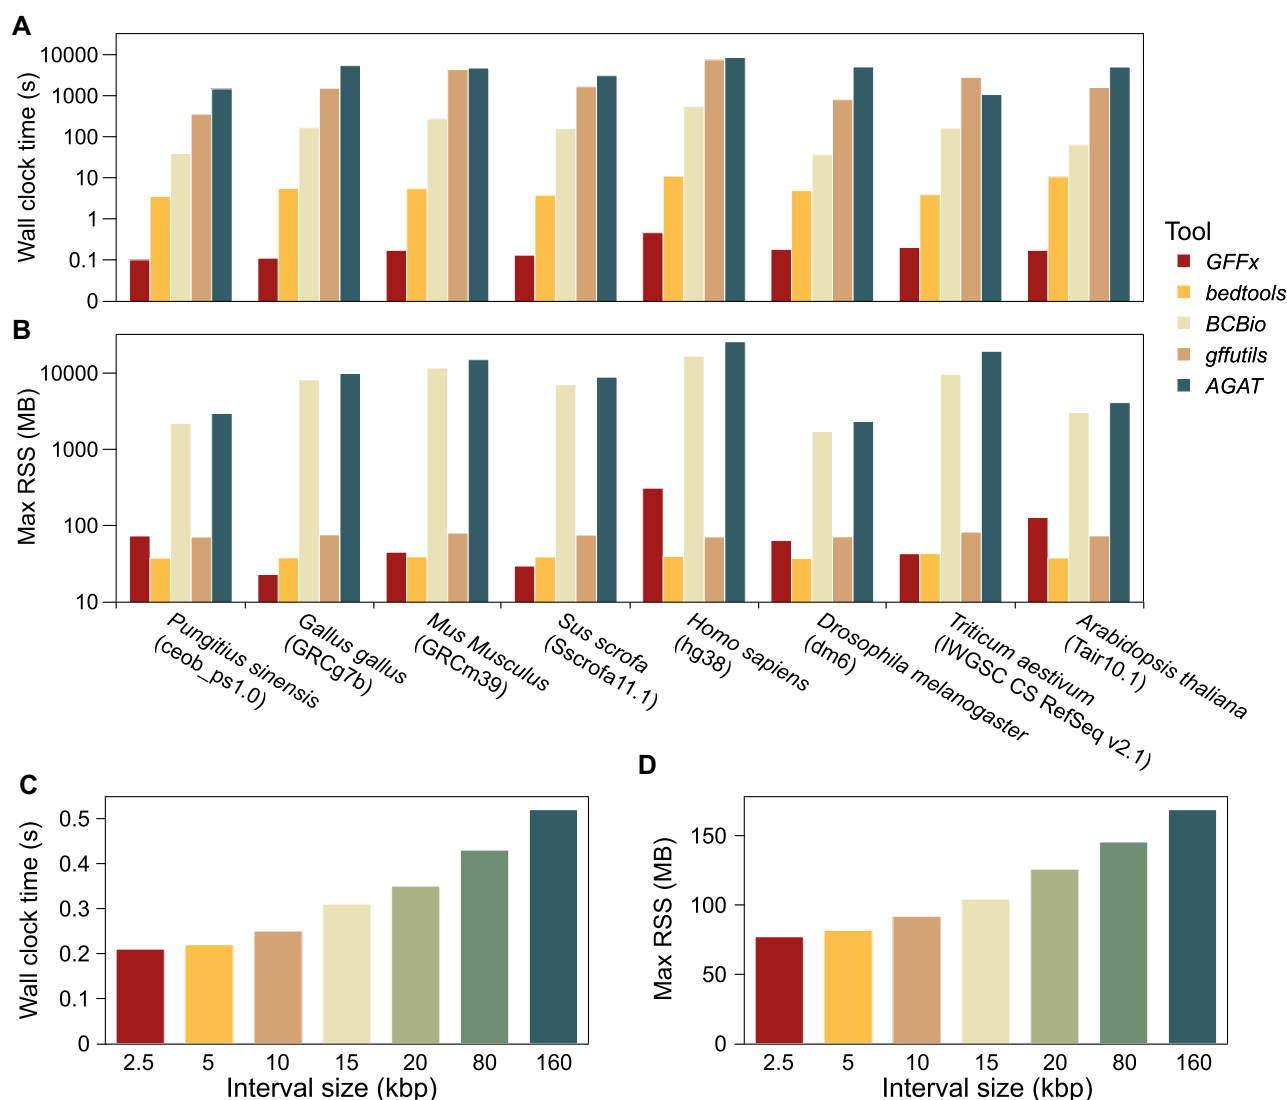 A
Wall clock time (s)
10000
1000
100
10
1
0.1
0
B
Max RSS (MB)
10000
1000
100
10
Pungitius sinensis
(ceob_ps1.0)
Gallus gallus
(GRCg7b)
Mus Musculus
(GRCm39)
Sus scrofa
(Sscrofa11.1)
Homo sapiens
(hg38)
Drosophila melanogaster
(dm6)
Triticum aestivum
(IWGSC CS RefSeq v2.1)
Arabidopsis thaliana
(Tair10.1)
Tool
GFFx
bedtools
BCBio
gffutils
AGAT
C
Wall clock time (s)
0.5
0.4
0.3
0.2
0.1
0
2.5 5 10 15 20 80 160
Interval size (kbp)
D
Max RSS (MB)
150
100
50
0
2.5 5 10 15 20 80 160
Interval size (kbp)